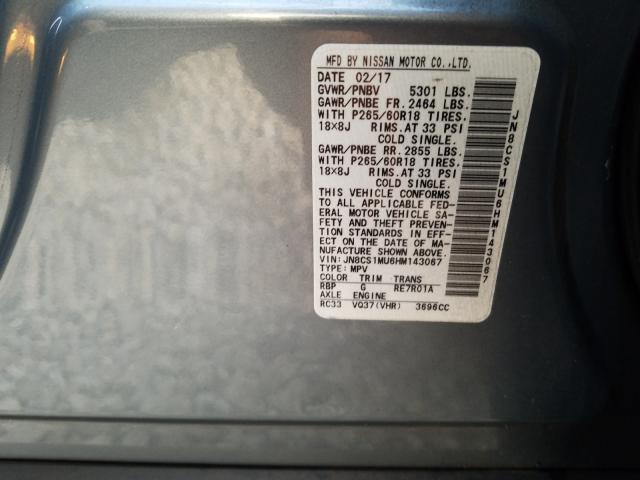 MFD BY NISSAN MOTOR CO.,LTD.
DATE 02/17
GVWR/PNBV 5301 LBS.
GAWR/PNBE FR. 2464 LBS.
WITH P265/60R18 TIRES.
18X8J RIMS.AT 33 PSI
COLD SINGLE.
GAWR/PNBE RR. 2855 LBS.
WITH P265/60R18 TIRES.
18X8J RIMS.AT 33 PSI
COLD SINGLE.
THIS VEHICLE CONFORMS
TO ALL APPLICABLE FED-
ERAL MOTOR VEHICLE SA-
FETY AND THEFT PREVEN-
TION STANDARDS IN EFF-
ECT ON THE DATE OF MA-
NUFACTURE SHOWN ABOVE.
VIN:JN8CS1MU6HM143067
TYPE:MPV
COLOR TRIM TRANS
RBP G RE7R01A
AXLE ENGINE
RC33 VQ37(VHR) 3696CC
JN8CS1MU6HM143067